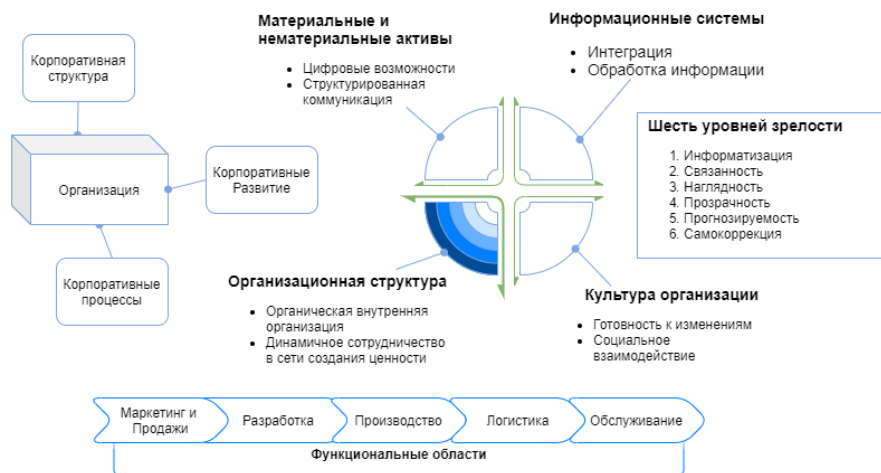 Корпоративная
структура
Организация
Корпоративные
Развитие
Корпоративные
процессы
Материальные и
нематериальные активы
Цифровые возможности
Структурированная
коммуникация
Информационные системы
Интеграция
Обработка информации
Шесть уровней зрелости
1. Информатизация
2. Связанность
3. Наглядность
4. Прозрачность
5. Прогнозируемость
6. Самокоррекция
Организационная структура
Органическая внутренняя
организация
Динамичное сотрудничество
в сети создания ценности
Культура организации
Готовность к изменениям
Социальное
взаимодействие
Маркетинг и
Продажи
Разработка
Производство
Логистика
Обслуживание
Функциональные области